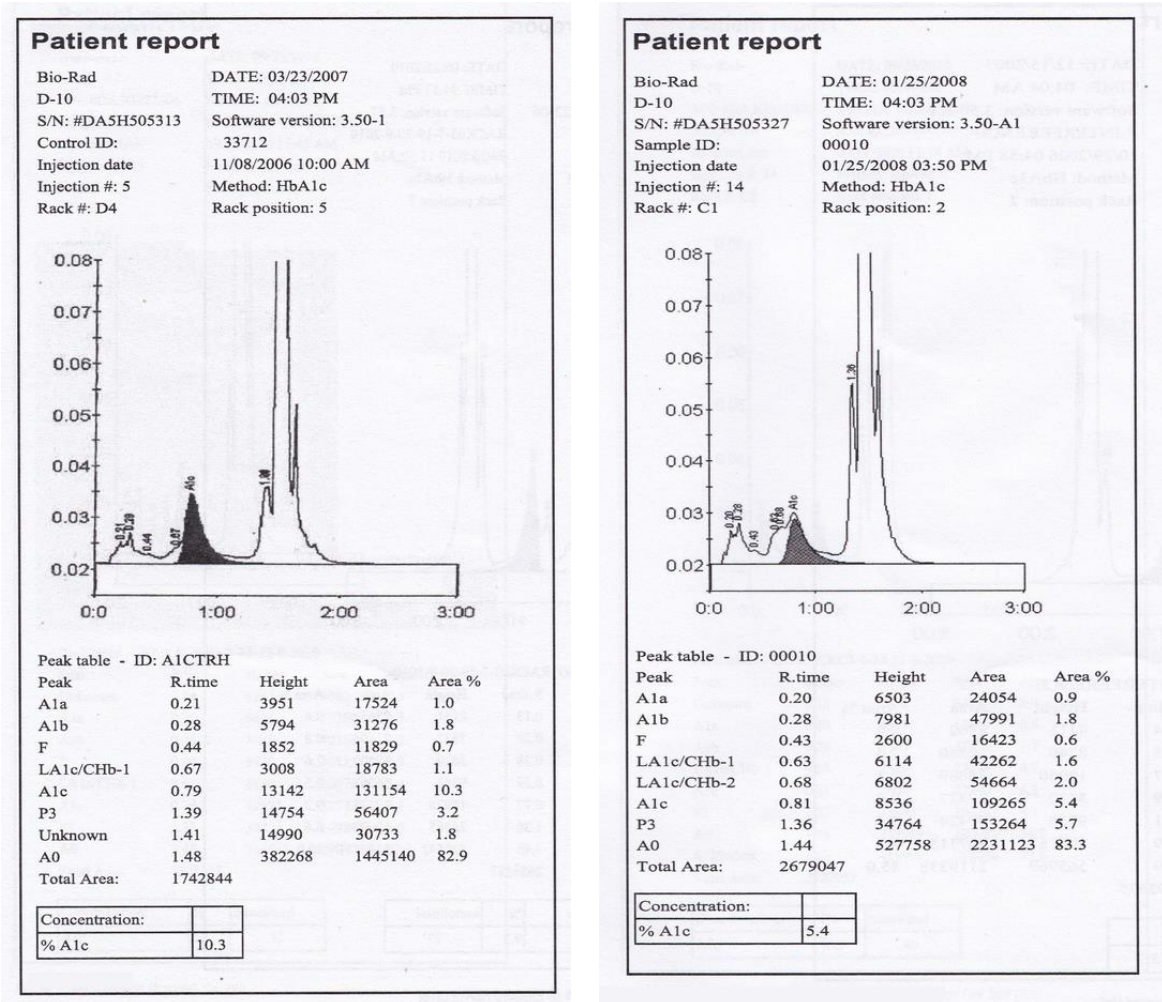 Patient report
Bio-Rad DATE: 03/23/2007
D-10 TIME: 04:03 PM
S/N: #DA5H505313 Software version: 3.50-1
Control ID: 33712
Injection date 11/08/2006 10:00 AM
Injection #: 5 Method: HbA1c
Rack #: D4 Rack position: 5
0.08
0.07
0.06
0.05
0.04
0.03
0.02
0.21
0.28
0.44
0.67
A1c
0:0 1:00 2:00 3:00
Peak table - ID: A1CTRH
Peak R.time Height Area Area %
A1a 0.21 3951 17524 1.0
A1b 0.28 5794 31276 1.8
F 0.44 1852 11829 0.7
LA1c/CHb-1 0.67 3008 18783 1.1
A1c 0.79 13142 131154 10.3
P3 1.39 14754 56407 3.2
Unknown 1.41 14990 30733 1.8
A0 1.48 382268 1445140 82.9
Total Area: 1742844
Concentration:
% A1c 10.3
Patient report
Bio-Rad DATE: 01/25/2008
D-10 TIME: 04:03 PM
S/N: #DA5H505327 Software version: 3.50-A1
Sample ID: 00010
Injection date 01/25/2008 03:50 PM
Injection #: 14 Method: HbA1c
Rack #: C1 Rack position: 2
0.08
0.07
0.06
0.05
0.04
0.03
0.02
0.20
0.28
0.43
A1c
1.36
0:0 1:00 2:00 3:00
Peak table - ID: 00010
Peak R.time Height Area Area %
A1a 0.20 6503 24054 0.9
A1b 0.28 7981 47991 1.8
F 0.43 2600 16423 0.6
LA1c/CHb-1 0.63 6114 42262 1.6
LA1c/CHb-2 0.68 6802 54664 2.0
A1c 0.81 8536 109265 5.4
P3 1.36 34764 153264 5.7
A0 1.44 527758 2231123 83.3
Total Area: 2679047
Concentration:
% A1c 5.4